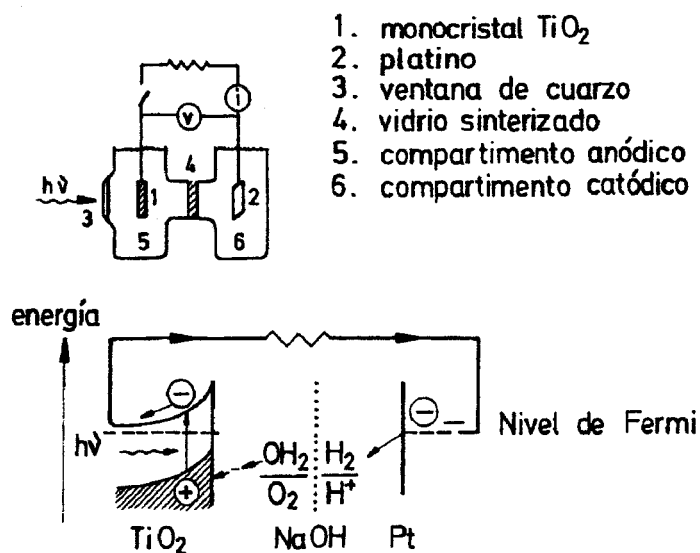 1. monocristal TiO2
2. platino
3. ventana de cuarzo
4. vidrio sinterizado
5. compartimento anódico
6. compartimento catódico
i
v
4
hν
3
1
2
5
6
energía
−
−
Nivel de Fermi
hν
+
OH2
O2
H2
H+
TiO2
NaOH
Pt